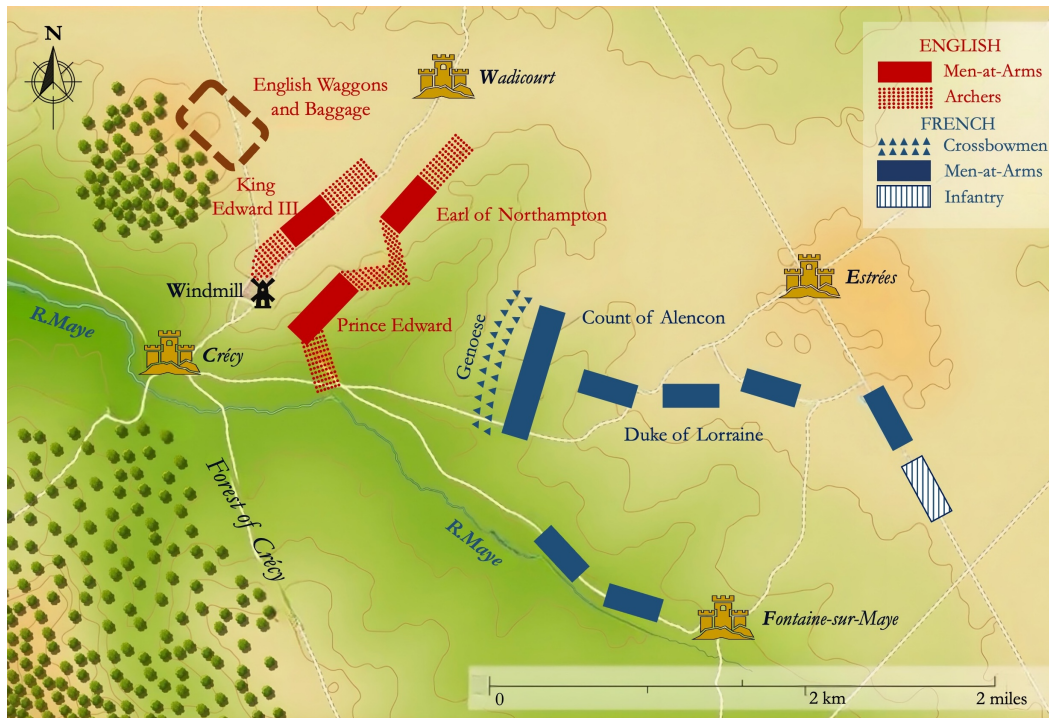 N
English Waggons
and Baggage
Wadicourt
ENGLISH
Men-at-Arms
Archers
FRENCH
Crossbowmen
Men-at-Arms
Infantry
King
Edward III
Earl of Northampton
Windmill
Prince Edward
R.Maye
Crécy
Genoese
Count of Alencon
Estrées
Duke of Lorraine
Forest of Crécy
R.Maye
Fontaine-sur-Maye
0
2 km
2 miles